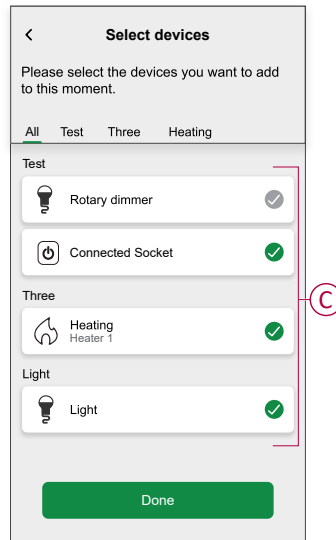 Select devices
Please select the devices you want to add
to this moment.
All Test Three Heating
Test
Rotary dimmer
Connected Socket
Three
Heating
Heater 1
C
Light
Light
Done